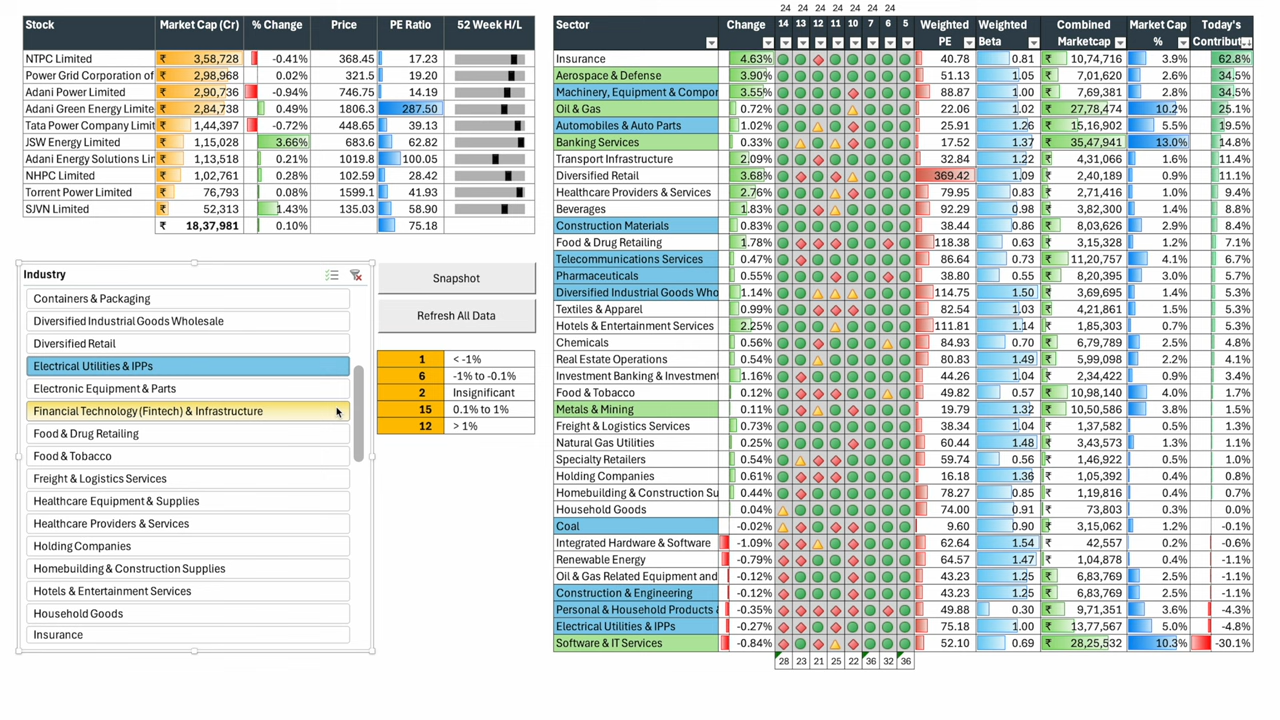 Stock Market Cap (Cr) % Change Price PE Ratio 52 Week H/L
NTPC Limited ₹ 3,58,728 -0.41% 368.45 17.23
Power Grid Corporation of ₹ 2,98,968 0.02% 321.5 19.20
Adani Power Limited ₹ 2,90,736 -0.94% 746.75 14.19
Adani Green Energy Limite ₹ 2,84,738 0.49% 1806.3 287.50
Tata Power Company Limit ₹ 1,44,397 -0.72% 448.65 39.13
JSW Energy Limited ₹ 1,15,028 3.66% 683.6 62.82
Adani Energy Solutions Lin ₹ 1,13,518 0.21% 1019.8 100.05
NHPC Limited ₹ 1,02,761 0.28% 102.59 28.42
Torrent Power Limited ₹ 76,793 0.08% 1599.1 41.93
SJVN Limited ₹ 52,313 1.43% 135.03 58.90
₹ 18,37,981 0.10% 75.18
Industry
Containers & Packaging
Diversified Industrial Goods Wholesale
Diversified Retail
Electrical Utilities & IPPs
Electronic Equipment & Parts
Financial Technology (Fintech) & Infrastructure
Food & Drug Retailing
Food & Tobacco
Freight & Logistics Services
Healthcare Equipment & Supplies
Healthcare Providers & Services
Holding Companies
Homebuilding & Construction Supplies
Hotels & Entertainment Services
Household Goods
Insurance
Snapshot
Refresh All Data
1 < -1%
6 -1% to -0.1%
2 Insignificant
15 0.1% to 1%
12 > 1%
24 24 24 24 24 24 24
Sector Change 14 13 12 11 10 7 6 5 Weighted PE Weighted Beta Combined Marketcap Market Cap % Today's Contribut
Insurance 4.63% 40.78 0.81 ₹ 10,74,716 3.9% 62.8%
Aerospace & Defense 3.90% 51.13 1.05 ₹ 7,01,620 2.6% 34.5%
Machinery, Equipment & Compor 3.55% 88.87 1.00 ₹ 7,69,381 2.8% 34.5%
Oil & Gas 0.72% 22.06 1.02 ₹ 27,78,474 10.2% 25.1%
Automobiles & Auto Parts 1.02% 25.91 1.26 ₹ 15,16,902 5.5% 19.5%
Banking Services 0.33% 17.52 1.37 ₹ 35,47,941 13.0% 14.8%
Transport Infrastructure 2.09% 32.84 1.22 ₹ 4,31,066 1.6% 11.4%
Diversified Retail 3.68% 369.42 1.09 ₹ 2,40,189 0.9% 11.1%
Healthcare Providers & Services 2.76% 79.95 0.83 ₹ 2,71,416 1.0% 9.4%
Beverages 1.83% 92.29 0.98 ₹ 3,82,300 1.4% 8.8%
Construction Materials 0.83% 38.44 0.86 ₹ 8,03,626 2.9% 8.4%
Food & Drug Retailing 1.78% 118.38 0.63 ₹ 3,15,328 1.2% 7.1%
Telecommunications Services 0.47% 86.64 0.73 ₹ 11,20,757 4.1% 6.7%
Pharmaceuticals 0.55% 38.80 0.55 ₹ 8,20,395 3.0% 5.7%
Diversified Industrial Goods Who 1.14% 114.75 1.50 ₹ 3,69,695 1.4% 5.7%
Textiles & Apparel 0.99% 82.54 1.03 ₹ 4,21,861 1.5% 5.3%
Hotels & Entertainment Services 2.25% 111.81 1.14 ₹ 1,85,303 0.7% 5.3%
Chemicals 0.56% 84.93 0.70 ₹ 6,79,789 2.5% 4.8%
Real Estate Operations 0.54% 80.83 1.49 ₹ 5,99,098 2.2% 4.1%
Investment Banking & Investmen 1.16% 44.26 1.04 ₹ 2,34,422 0.9% 3.4%
Food & Tobacco 0.12% 49.82 0.57 ₹ 10,98,140 4.0% 1.7%
Metals & Mining 0.11% 19.79 1.32 ₹ 10,50,586 3.8% 1.5%
Freight & Logistics Services 0.73% 38.34 1.04 ₹ 1,37,582 0.5% 1.3%
Natural Gas Utilities 0.25% 60.44 1.48 ₹ 3,43,573 1.3% 1.1%
Specialty Retailers 0.54% 59.74 0.56 ₹ 1,46,922 0.5% 1.0%
Holding Companies 0.61% 16.18 1.36 ₹ 1,05,392 0.4% 0.8%
Homebuilding & Construction Su 0.44% 78.27 0.85 ₹ 1,19,816 0.4% 0.7%
Household Goods 0.04% 74.00 0.91 ₹ 73,803 0.3% 0.0%
Coal -0.02% 9.60 0.90 ₹ 3,15,062 1.2% -0.1%
Integrated Hardware & Software -1.09% 62.64 1.54 ₹ 42,557 0.2% -0.6%
Renewable Energy -0.79% 64.57 1.47 ₹ 1,04,878 0.4% -1.1%
Oil & Gas Related Equipment and -0.12% 43.23 1.25 ₹ 6,83,769 2.5% -1.1%
Construction & Engineering -0.12% 43.23 1.25 ₹ 6,83,769 2.5% -1.1%
Personal & Household Products & -0.35% 49.88 0.30 ₹ 9,71,351 3.6% -4.3%
Electrical Utilities & IPPs -0.27% 75.18 1.00 ₹ 13,77,567 5.0% -4.8%
Software & IT Services -0.84% 52.10 0.69 ₹ 28,25,532 10.3% -30.1%
28 23 21 25 22 36 32 36